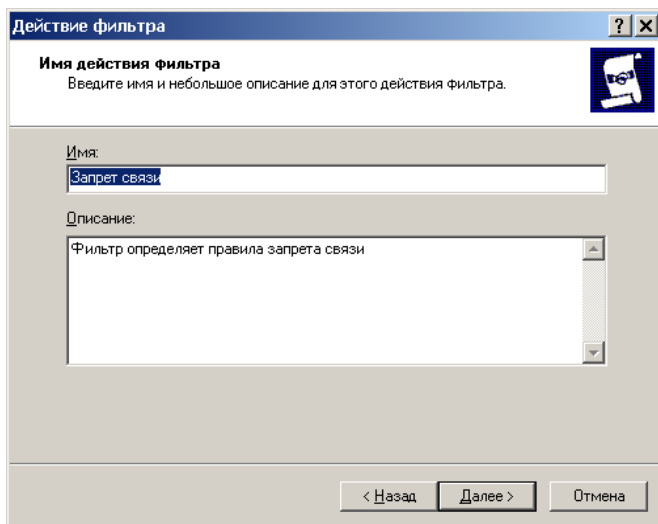 Действие фильтра
Имя действия фильтра
Введите имя и небольшое описание для этого действия фильтра.
Имя:
Запрет связи
Описание:
Фильтр определяет правила запрета связи
< Назад Далее > Отмена